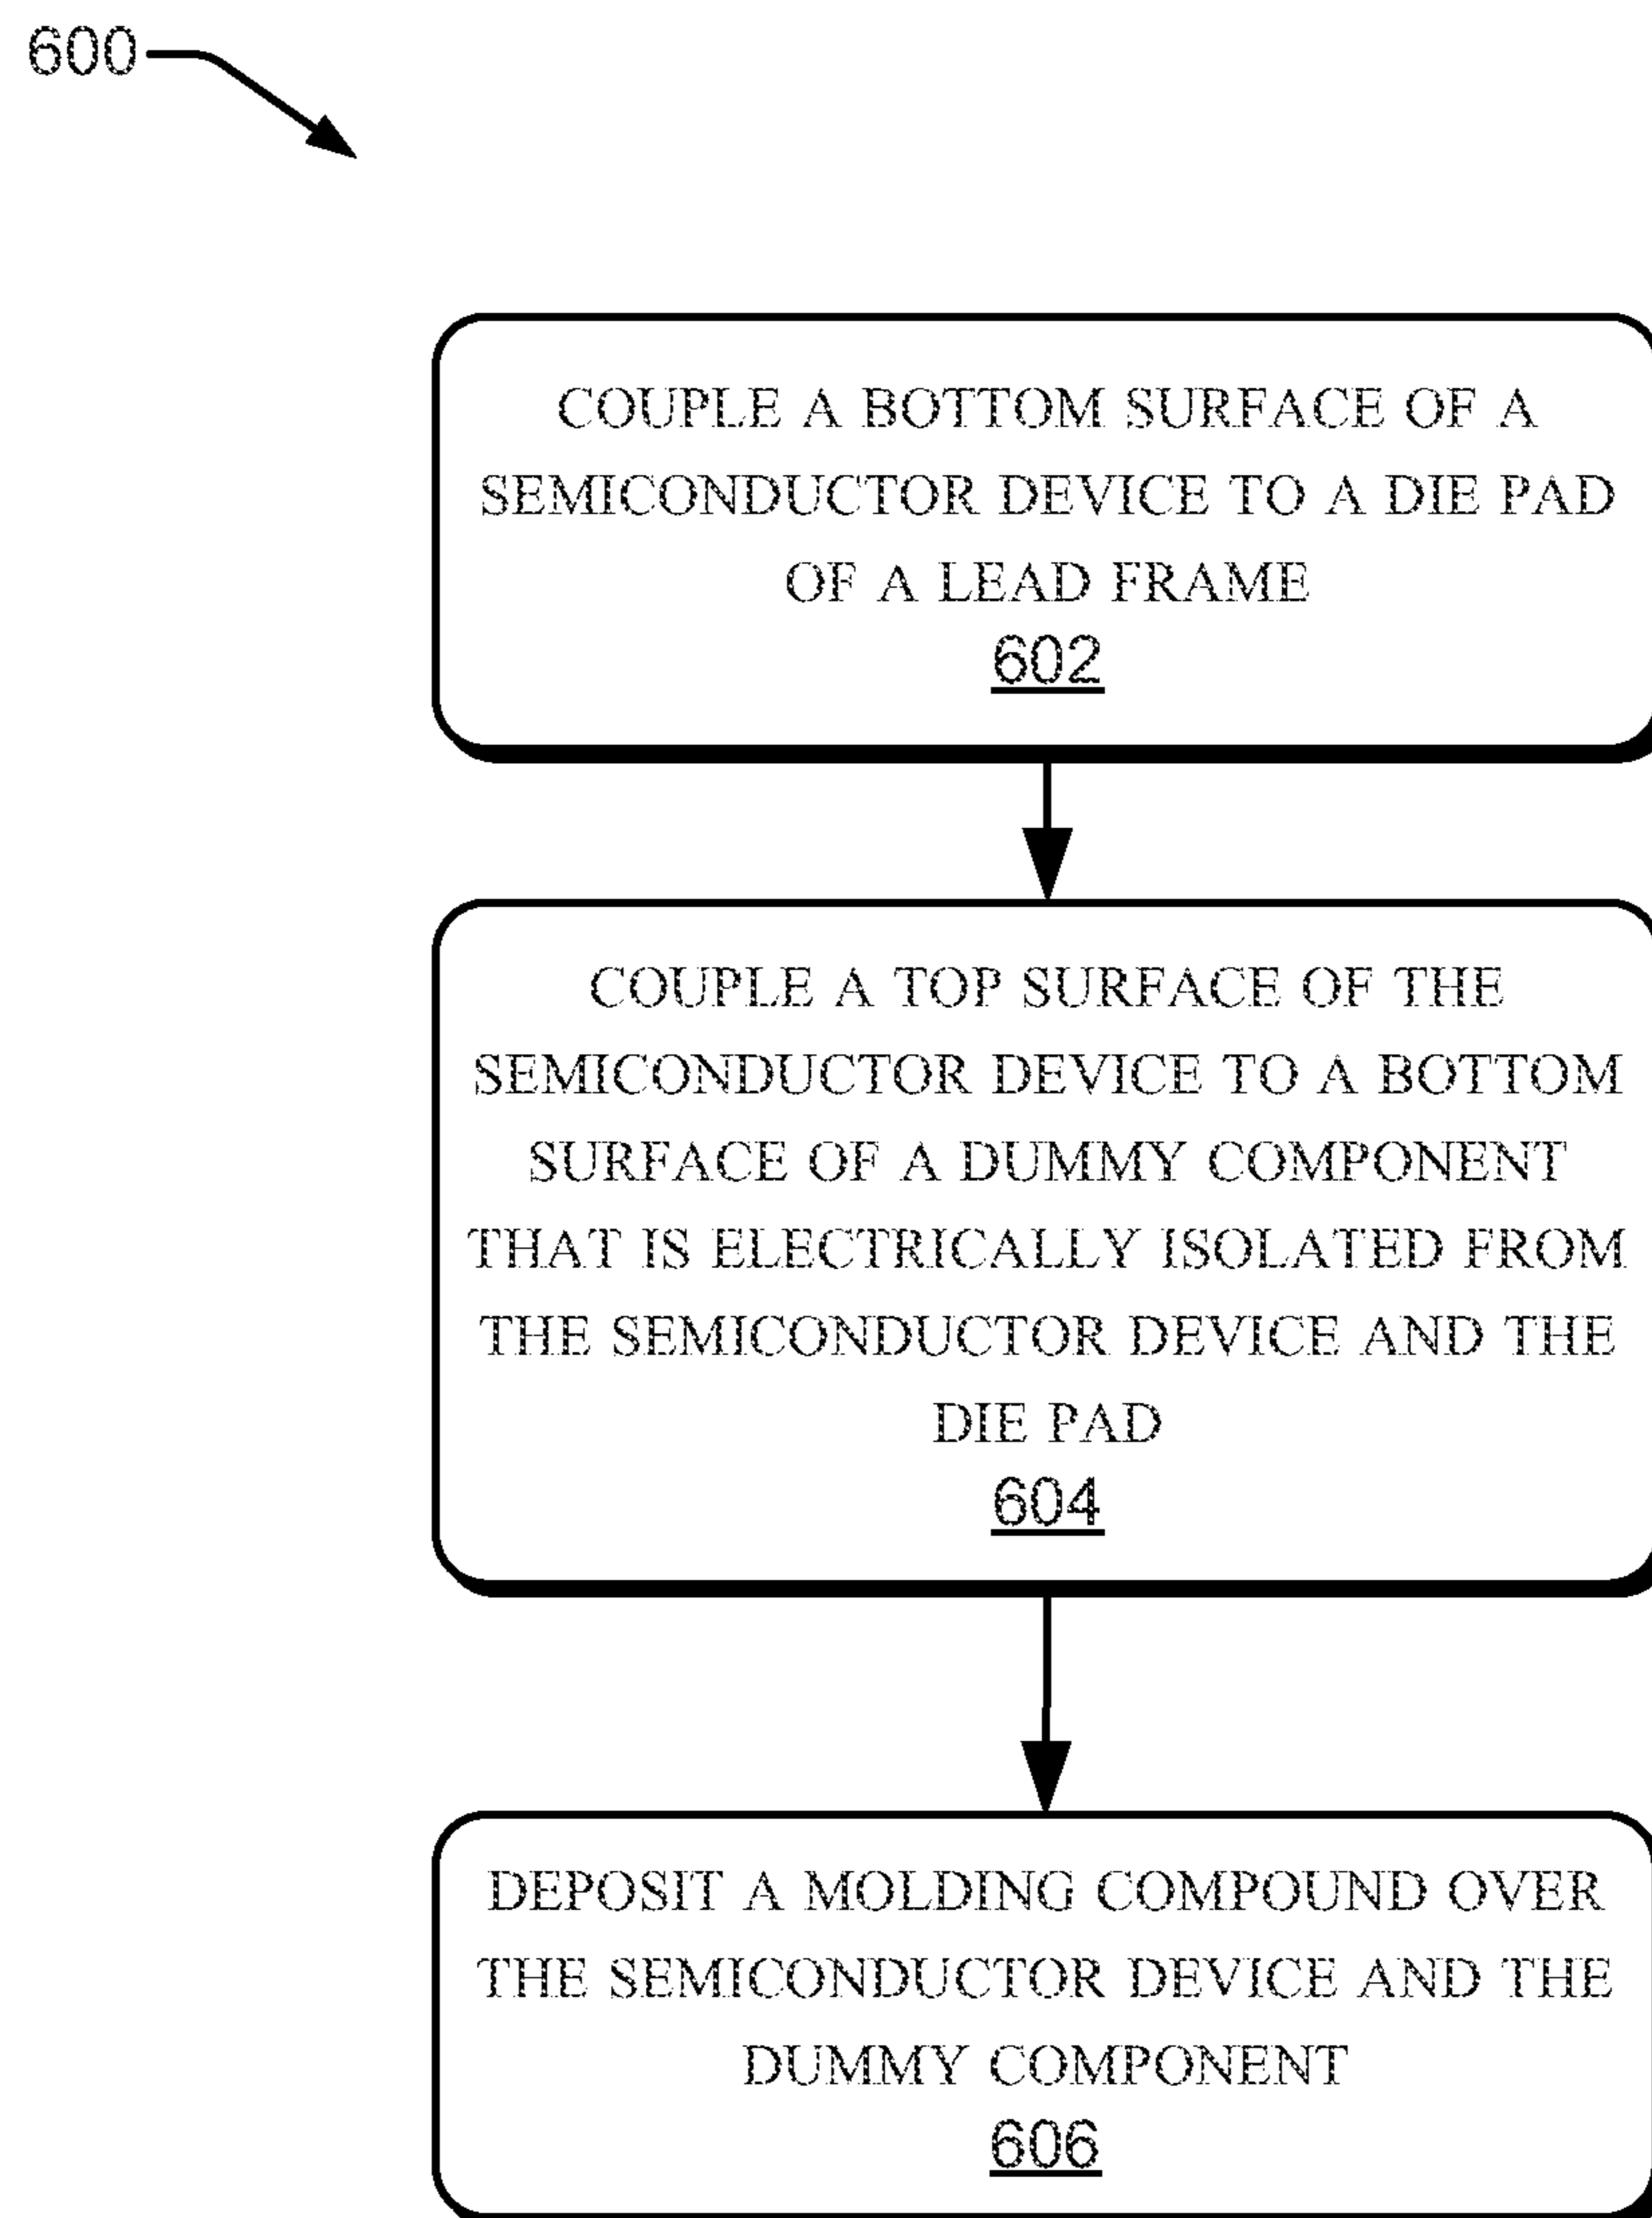 600
COUPLE A BOTTOM SURFACE OF A
SEMICONDUCTOR DEVICE TO A DIE PAD
OF A LEAD FRAME
602
COUPLE A TOP SURFACE OF THE
SEMICONDUCTOR DEVICE TO A BOTTOM
SURFACE OF A DUMMY COMPONENT
THAT IS ELECTRICALLY ISOLATED FROM
THE SEMICONDUCTOR DEVICE AND THE
DIE PAD
604
DEPOSIT A MOLDING COMPOUND OVER
THE SEMICONDUCTOR DEVICE AND THE
DUMMY COMPONENT
606